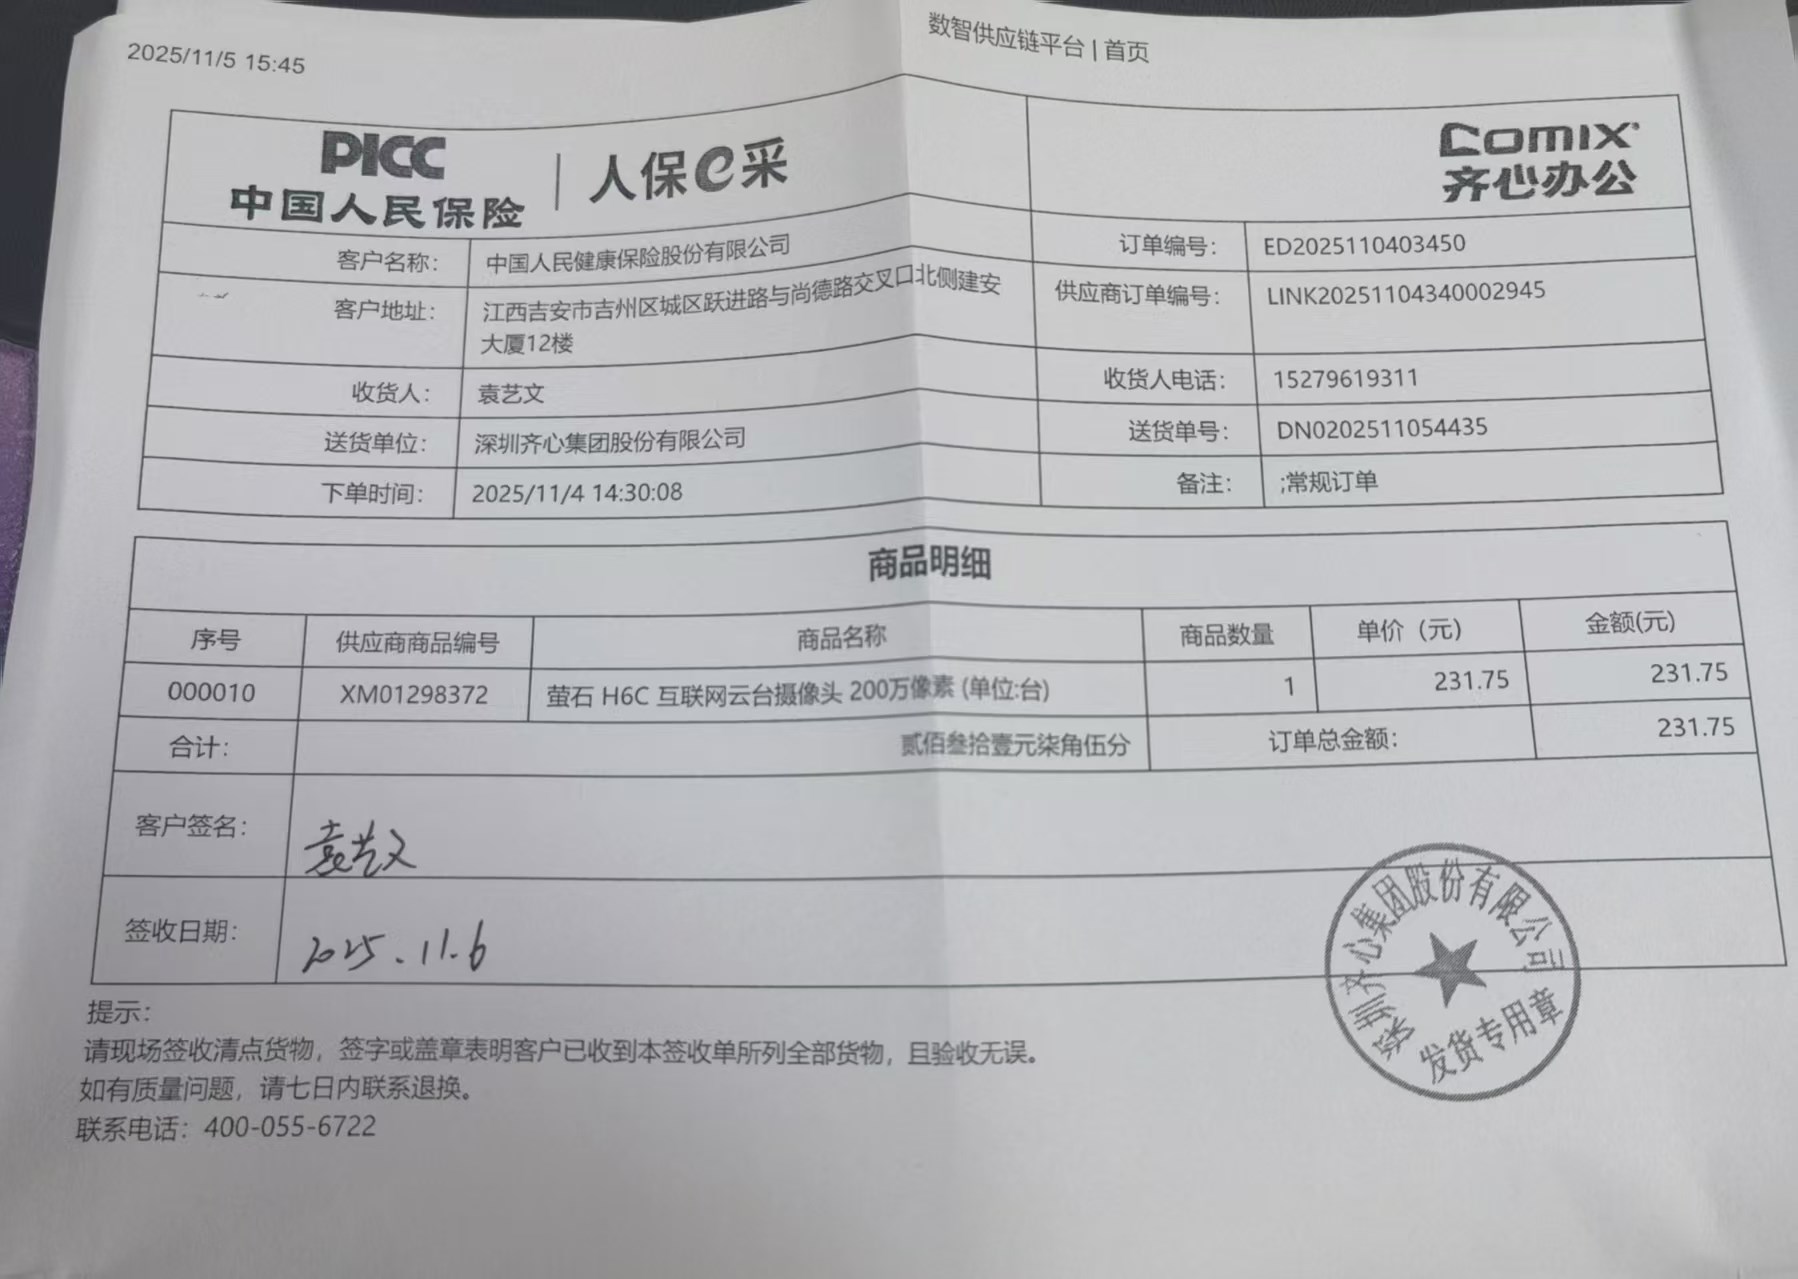 2025/11/5 15:45
数智供应链平台 | 首页
PICC
中国人民保险 | 人保e采
Comix
齐心办公
客户名称： 中国人民健康保险股份有限公司 订单编号： ED2025110403450
客户地址： 江西吉安市吉州区城区跃进路与尚德路交叉口北侧建安 供应商订单编号： LINK20251104340002945
大厦12楼
收货人： 袁艺文 收货人电话： 15279619311
送货单位： 深圳齐心集团股份有限公司 送货单号： DN0202511054435
下单时间： 2025/11/4 14:30:08 备注： ;常规订单
商品明细
序号 供应商商品编号 商品名称 商品数量 单价（元） 金额(元)
000010 XM01298372 萤石 H6C 互联网云台摄像头 200万像素 (单位:台) 1 231.75 231.75
合计： 贰佰叁拾壹元柒角伍分 订单总金额： 231.75
客户签名： 袁艺文
签收日期： 2025.11.6
深圳齐心集团股份有限公司
发货专用章
提示：
请现场签收清点货物，签字或盖章表明客户已收到本签收单所列全部货物，且验收无误。
如有质量问题，请七日内联系退换。
联系电话：400-055-6722